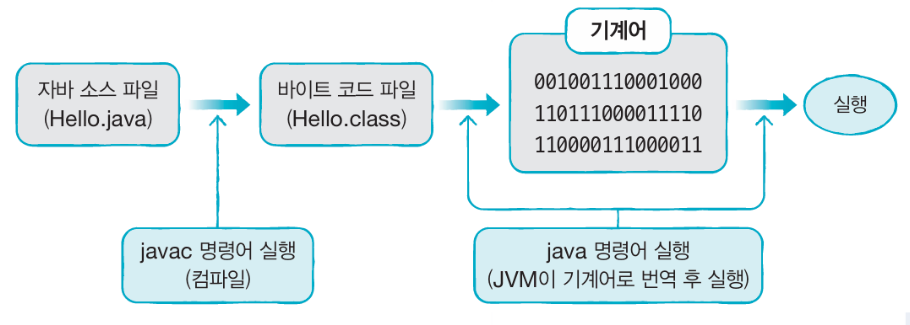 기계어
자바 소스 파일
(Hello.java)
바이트 코드 파일
(Hello.class)
001001110001000
110111000011110
110000111000011
실행
javac 명령어 실행
(컴파일)
java 명령어 실행
(JVM이 기계어로 번역 후 실행)